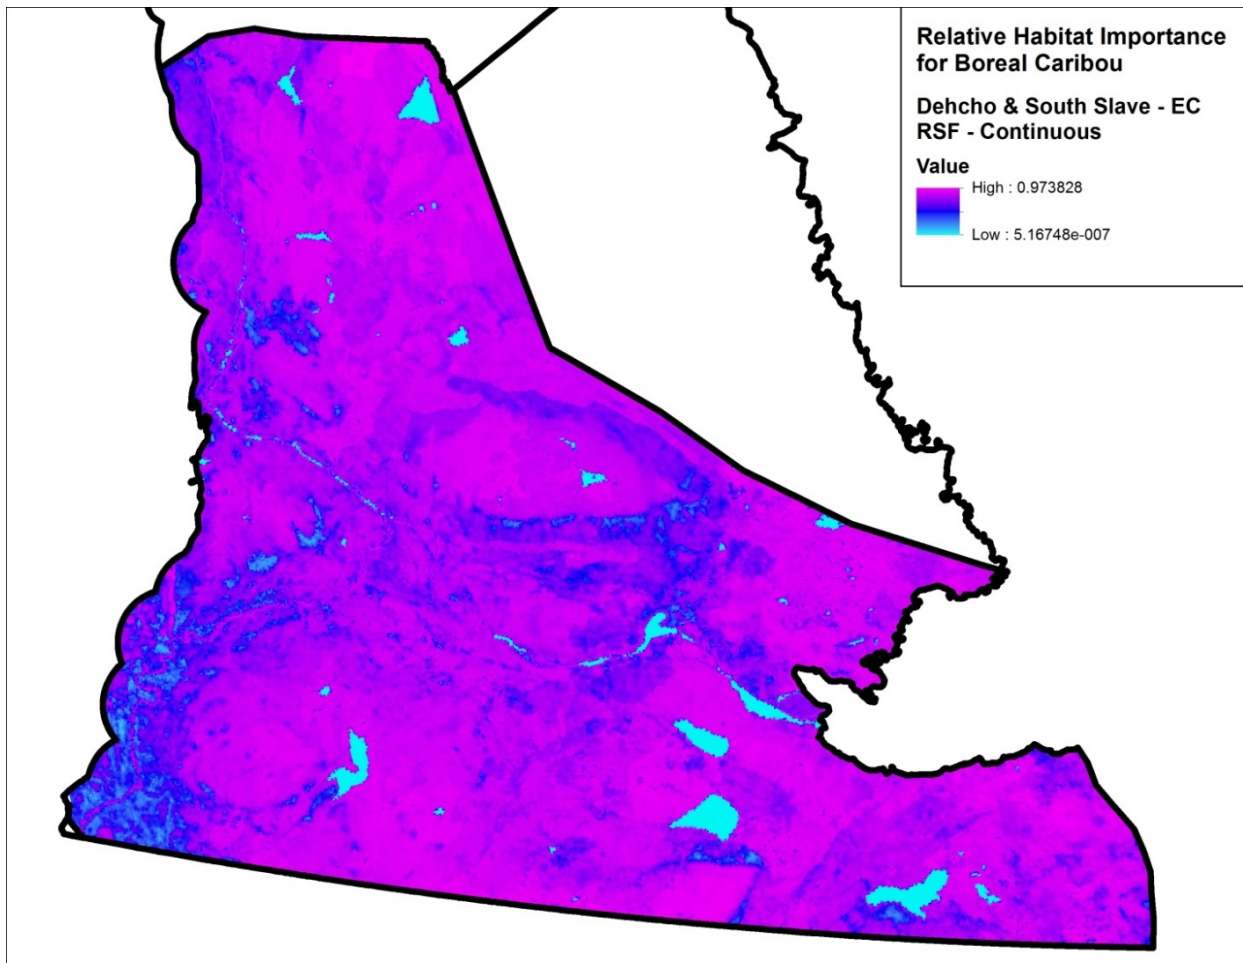 Relative Habitat Importance
for Boreal Caribou
Dehcho & South Slave - EC
RSF - Continuous
Value
High : 0.973828
Low : 5.16748e-007